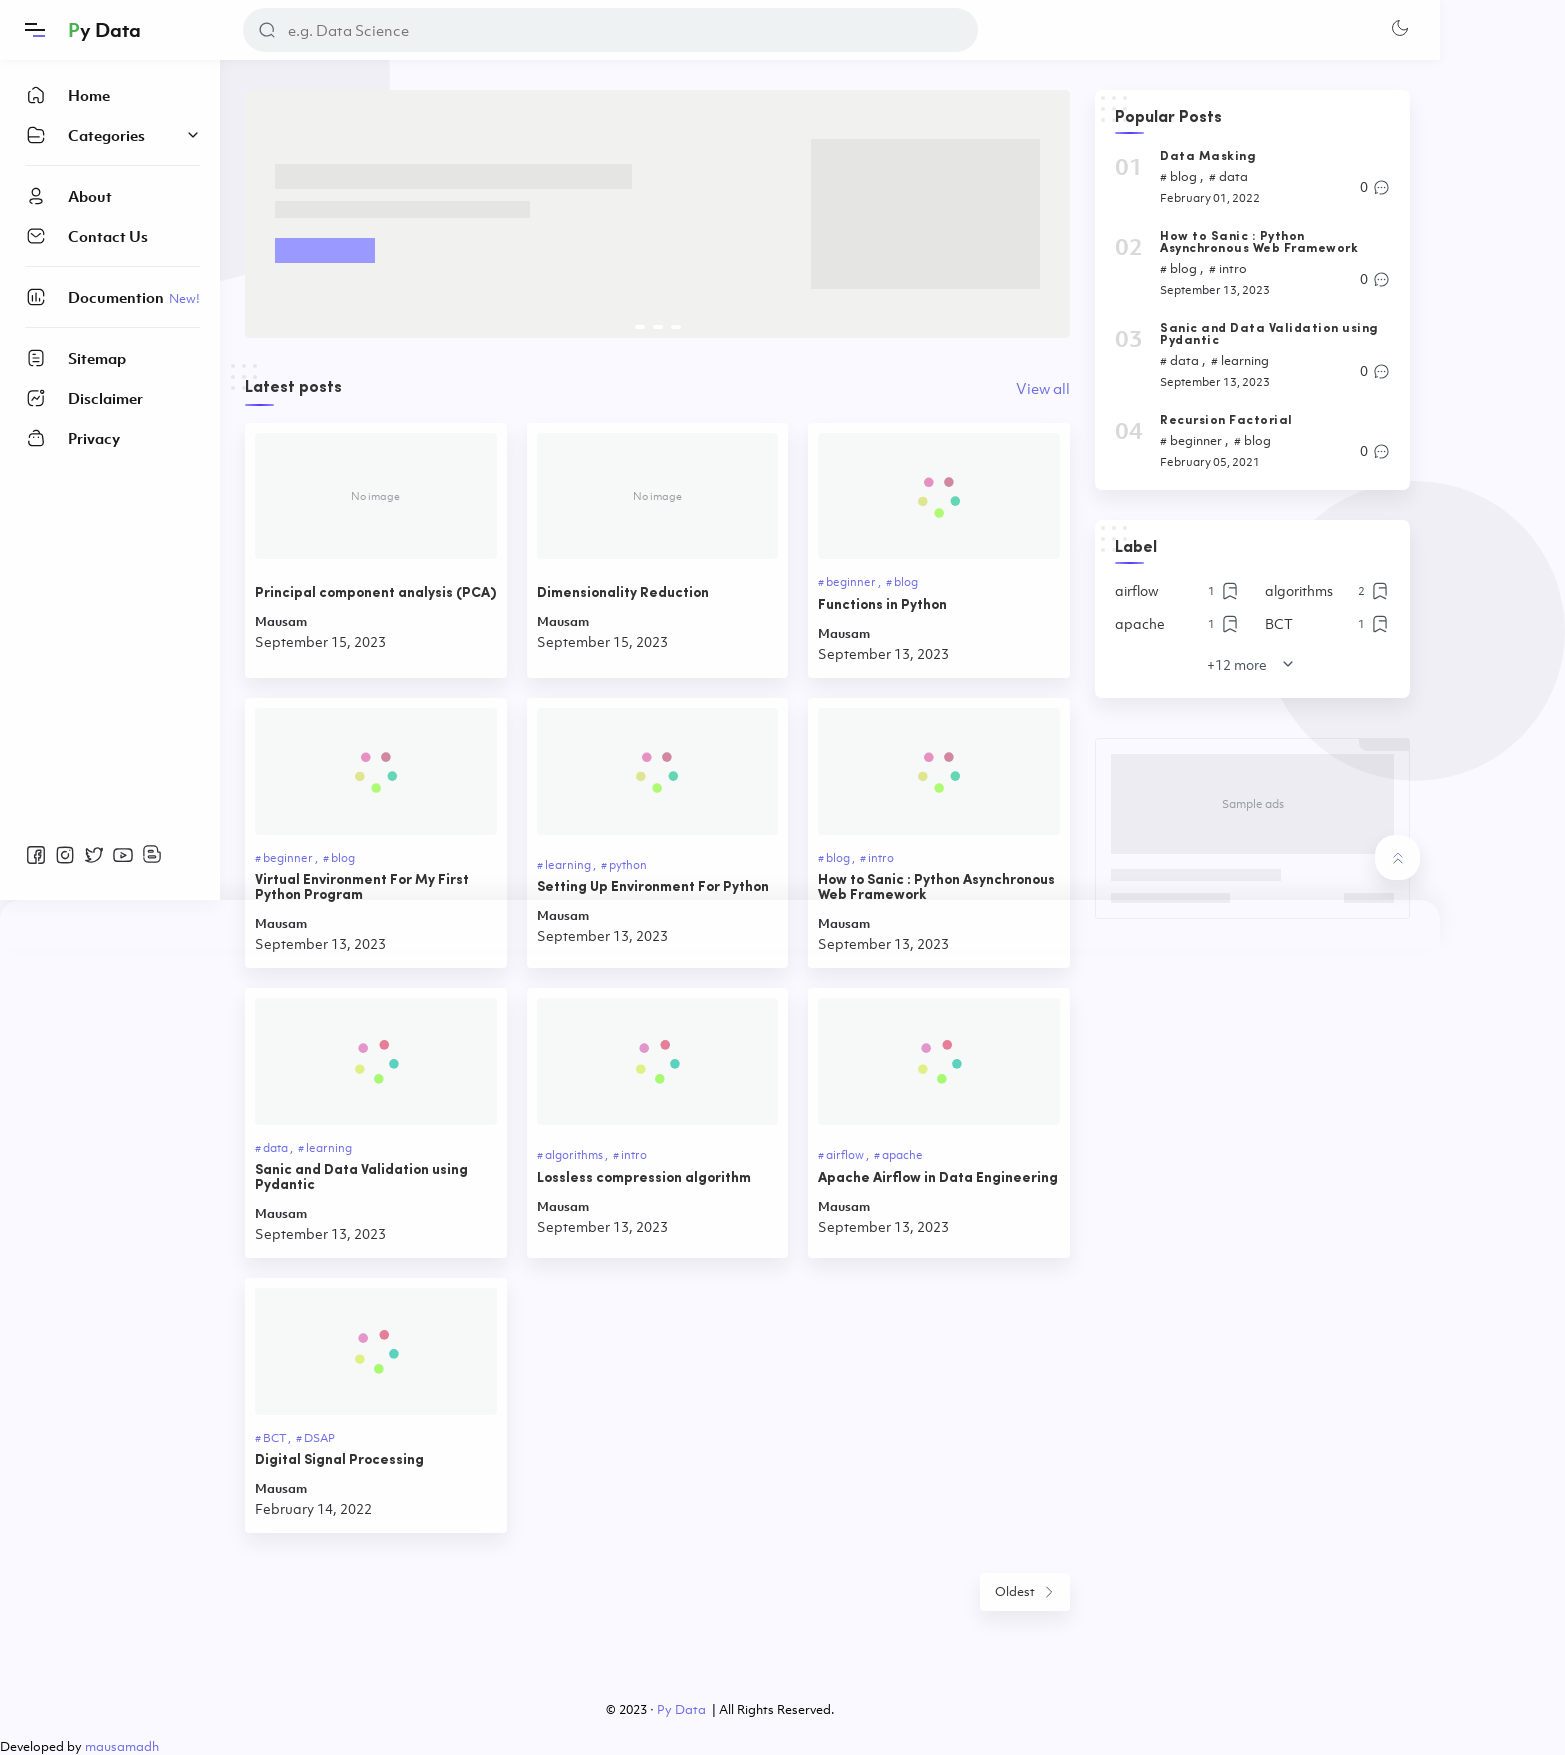 Py Data
e.g. Data Science
Home
Categories
About
Contact Us
Documention New!
Sitemap
Disclaimer
Privacy
Latest posts
View all
No image
Principal component analysis (PCA)
Mausam
September 15, 2023
No image
Dimensionality Reduction
Mausam
September 15, 2023
# beginner , # blog
Functions in Python
Mausam
September 13, 2023
# beginner , # blog
Virtual Environment For My First
Python Program
Mausam
September 13, 2023
# learning , # python
Setting Up Environment For Python
Mausam
September 13, 2023
# blog , # intro
How to Sanic : Python Asynchronous
Web Framework
Mausam
September 13, 2023
# data , # learning
Sanic and Data Validation using
Pydantic
Mausam
September 13, 2023
# algorithms , # intro
Lossless compression algorithm
Mausam
September 13, 2023
# airflow , # apache
Apache Airflow in Data Engineering
Mausam
September 13, 2023
# BCT , # DSAP
Digital Signal Processing
Mausam
February 14, 2022
Oldest
Popular Posts
01
Data Masking
# blog , # data
February 01, 2022
0
02
How to Sanic : Python
Asynchronous Web Framework
# blog , # intro
September 13, 2023
0
03
Sanic and Data Validation using
Pydantic
# data , # learning
September 13, 2023
0
04
Recursion Factorial
# beginner , # blog
February 05, 2021
0
Label
airflow 1
algorithms 2
apache 1
BCT 1
+12 more
Sample ads
© 2023 · Py Data | All Rights Reserved.
Developed by mausamadh